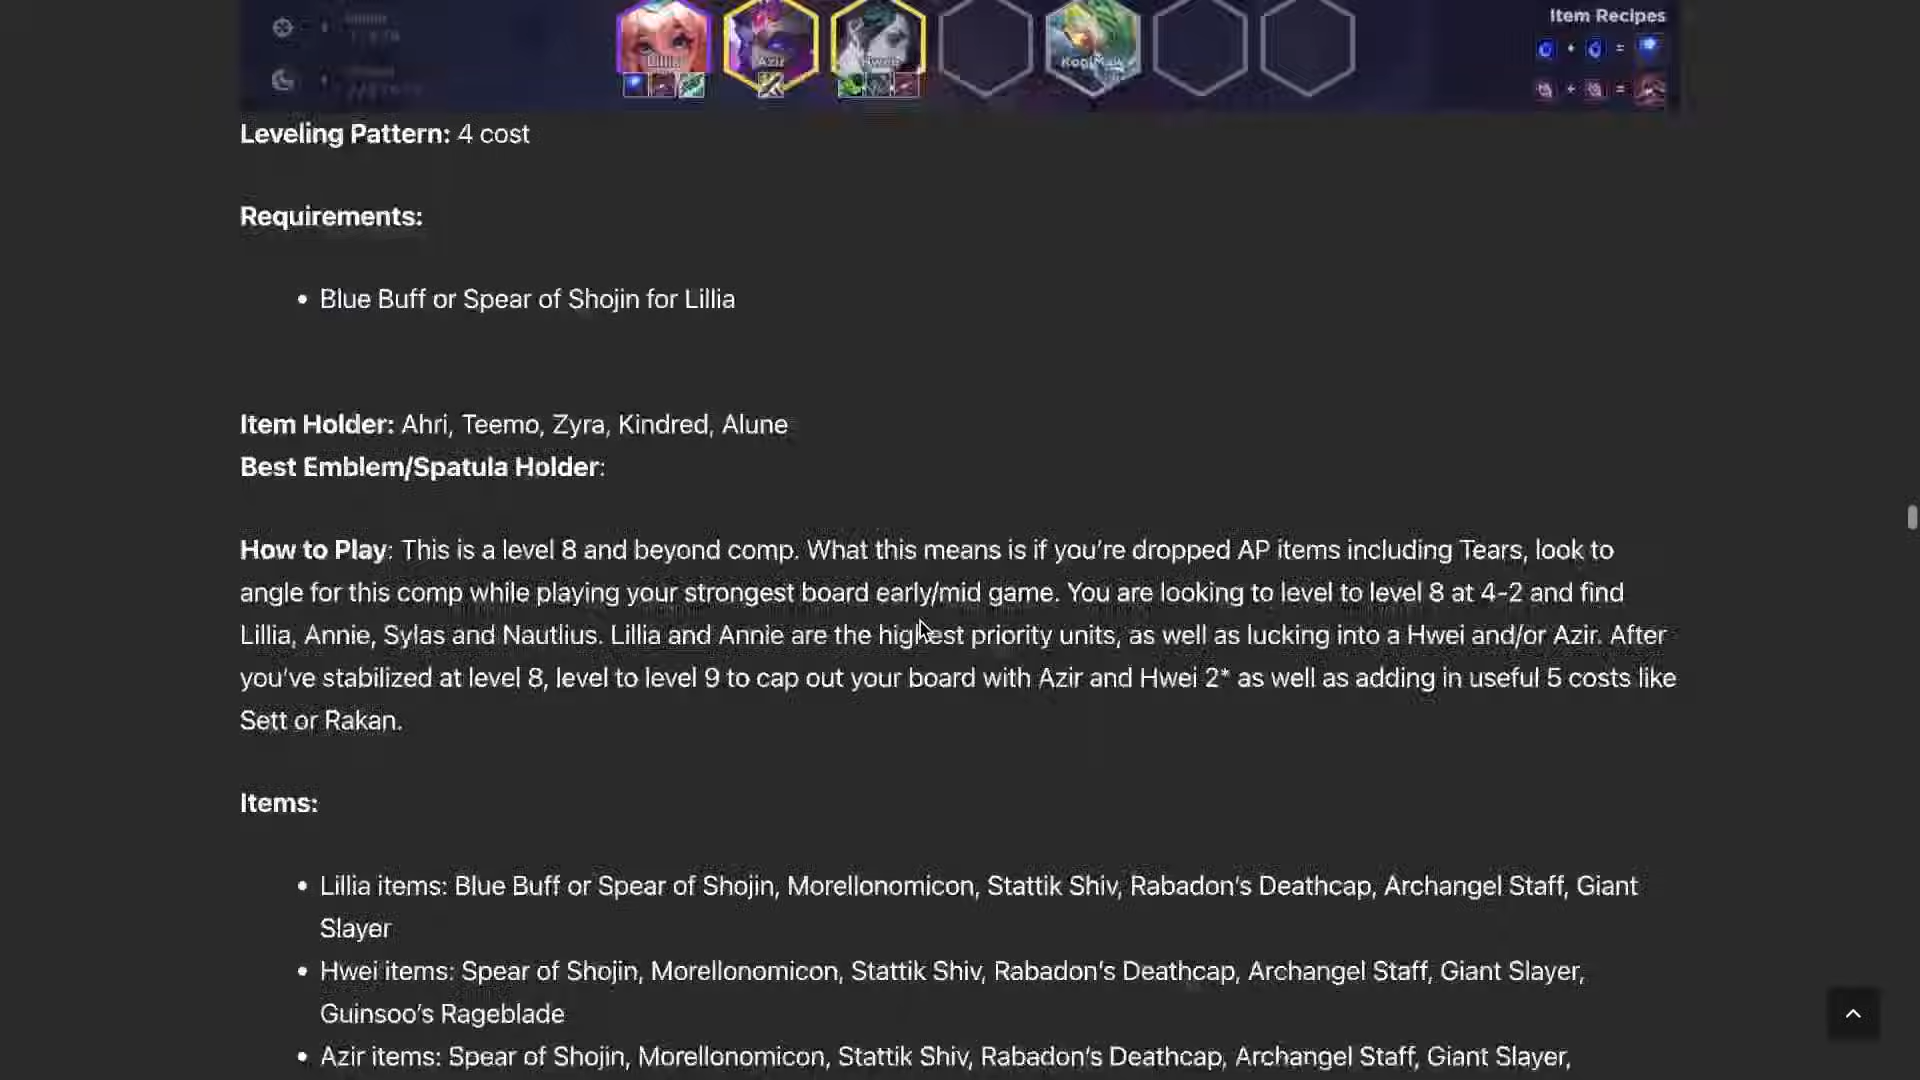 Item Recipes
Lillia Azir Hwei
+ =
+ =
Leveling Pattern: 4 cost
Requirements:
• Blue Buff or Spear of Shojin for Lillia
Item Holder: Ahri, Teemo, Zyra, Kindred, Alune
Best Emblem/Spatula Holder:
How to Play: This is a level 8 and beyond comp. What this means is if you’re dropped AP items including Tears, look to
angle for this comp while playing your strongest board early/mid game. You are looking to level to level 8 at 4-2 and find
Lillia, Annie, Sylas and Nautlius. Lillia and Annie are the highest priority units, as well as lucking into a Hwei and/or Azir. After
you’ve stabilized at level 8, level to level 9 to cap out your board with Azir and Hwei 2* as well as adding in useful 5 costs like
Sett or Rakan.
Items:
• Lillia items: Blue Buff or Spear of Shojin, Morellonomicon, Stattik Shiv, Rabadon’s Deathcap, Archangel Staff, Giant
Slayer
• Hwei items: Spear of Shojin, Morellonomicon, Stattik Shiv, Rabadon’s Deathcap, Archangel Staff, Giant Slayer,
Guinsoo’s Rageblade
• Azir items: Spear of Shojin, Morellonomicon, Stattik Shiv, Rabadon’s Deathcap, Archangel Staff, Giant Slayer,